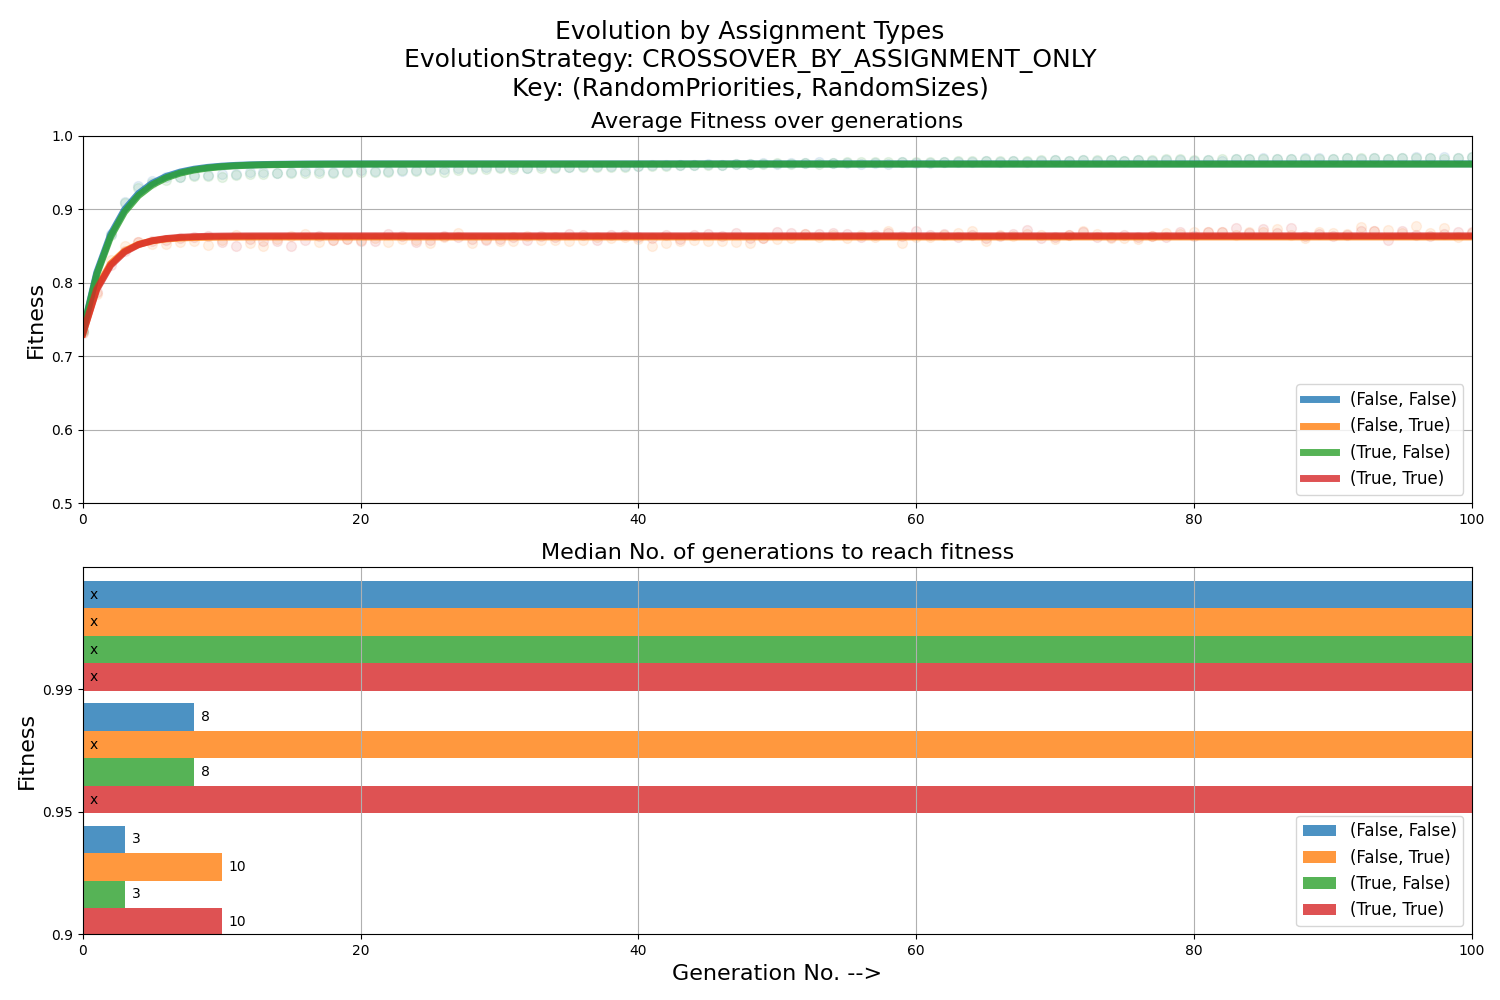 Evolution by Assignment Types
EvolutionStrategy: CROSSOVER_BY_ASSIGNMENT_ONLY
Key: (RandomPriorities, RandomSizes)
Average Fitness over generations
1.0
0.9
0.8
0.7
0.6
0.5
Fitness
0
20
40
60
80
100
(False, False)
(False, True)
(True, False)
(True, True)
Median No. of generations to reach fitness
x
x
x
x
0.99
8
x
8
x
0.95
3
10
3
10
0.9
Fitness
(False, False)
(False, True)
(True, False)
(True, True)
0
20
40
60
80
100
Generation No. -->